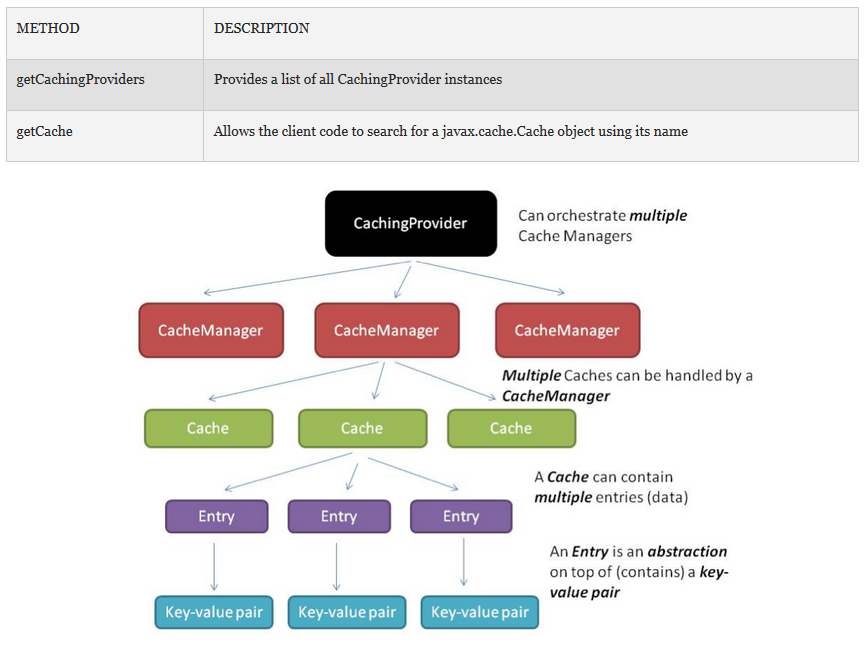 METHOD DESCRIPTION
getCachingProviders Provides a list of all CachingProvider instances
getCache Allows the client code to search for a javax.cache.Cache object using its name
CachingProvider
Can orchestrate multiple
Cache Managers
CacheManager CacheManager CacheManager
Multiple Caches can be handled by a
CacheManager
Cache Cache Cache
A Cache can contain
multiple entries (data)
Entry Entry Entry
An Entry is an abstraction
on top of (contains) a key-
value pair
Key-value pair Key-value pair Key-value pair